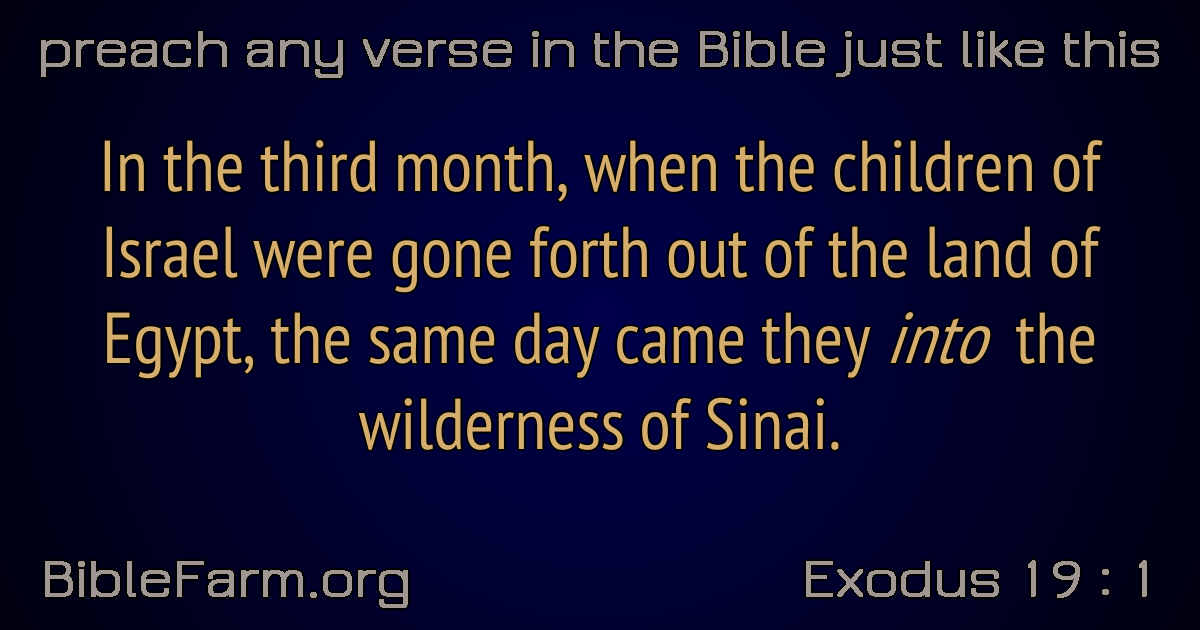 preach any verse in the Bible just like this
In the third month, when the children of
Israel were gone forth out of the land of
Egypt, the same day came they into the
wilderness of Sinai.
BibleFarm.org
Exodus 19 : 1